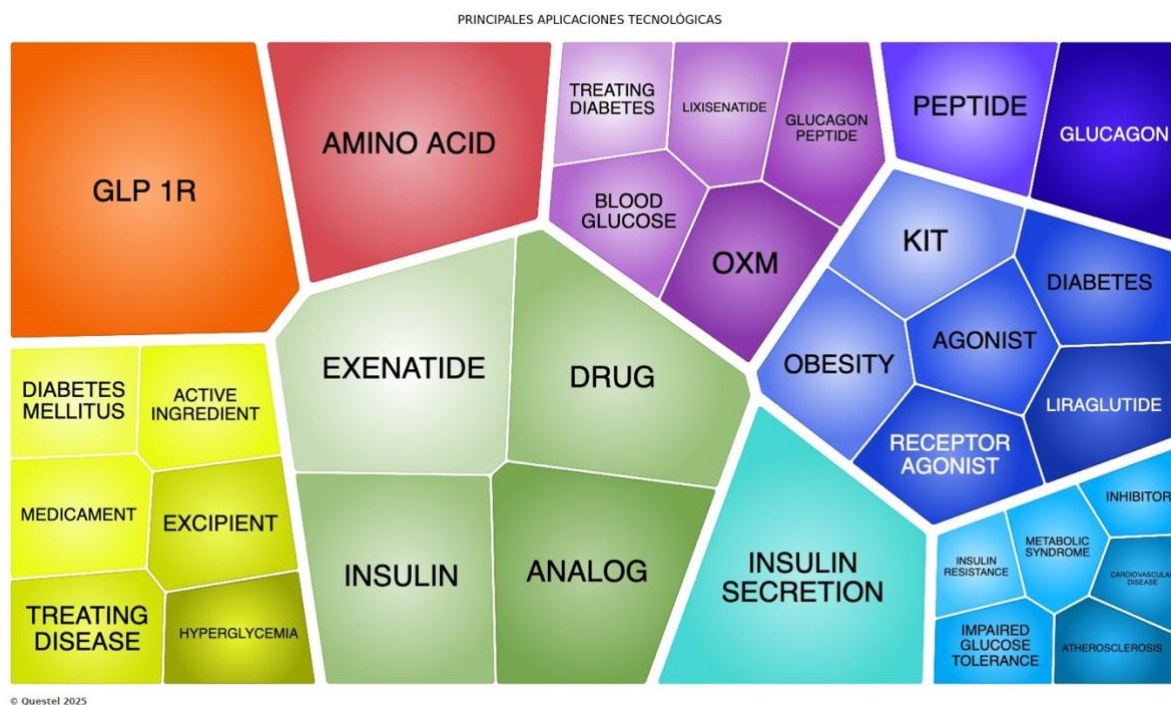 PRINCIPALES APLICACIONES TECNOLÓGICAS
GLP 1R
AMINO ACID
TREATING
DIABETES
LIXISENATIDE
GLUCAGON
PEPTIDE
BLOOD
GLUCOSE
OXM
PEPTIDE
GLUCAGON
KIT
DIABETES
AGONIST
OBESITY
LIRAGLUTIDE
RECEPTOR
AGONIST
EXENATIDE
DRUG
INSULIN
ANALOG
DIABETES
MELLITUS
ACTIVE
INGREDIENT
MEDICAMENT
EXCIPIENT
TREATING
DISEASE
HYPERGLYCEMIA
INSULIN
SECRETION
INHIBITOR
METABOLIC
SYNDROME
INSULIN
RESISTANCE
CARDIOVASCULAR
DISEASE
IMPAIRED
GLUCOSE
TOLERANCE
ATHEROSCLEROSIS
© Questel 2025